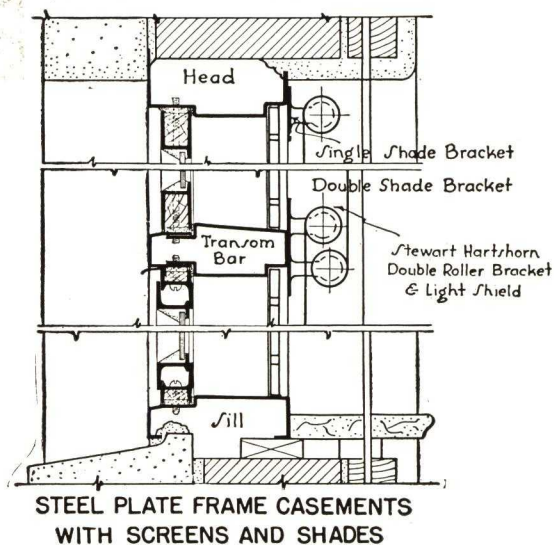 Head
Single Shade Bracket
Double Shade Bracket
Transom
Bar
Stewart Hartshorn
Double Roller Bracket
& Light Shield
Sill
STEEL PLATE FRAME CASEMENTS
WITH SCREENS AND SHADES